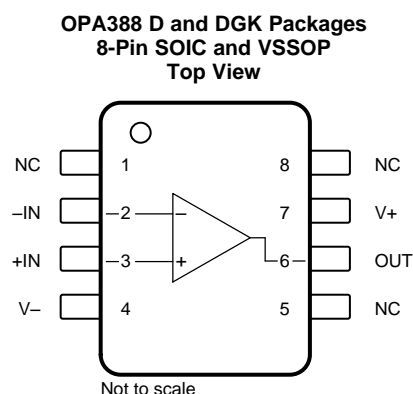 OPA388 D and DGK Packages
8-Pin SOIC and VSSOP
Top View
NC 1 8 NC
–IN 2 – 7 V+
+IN 3 + 6 OUT
V– 4 5 NC
Not to scale